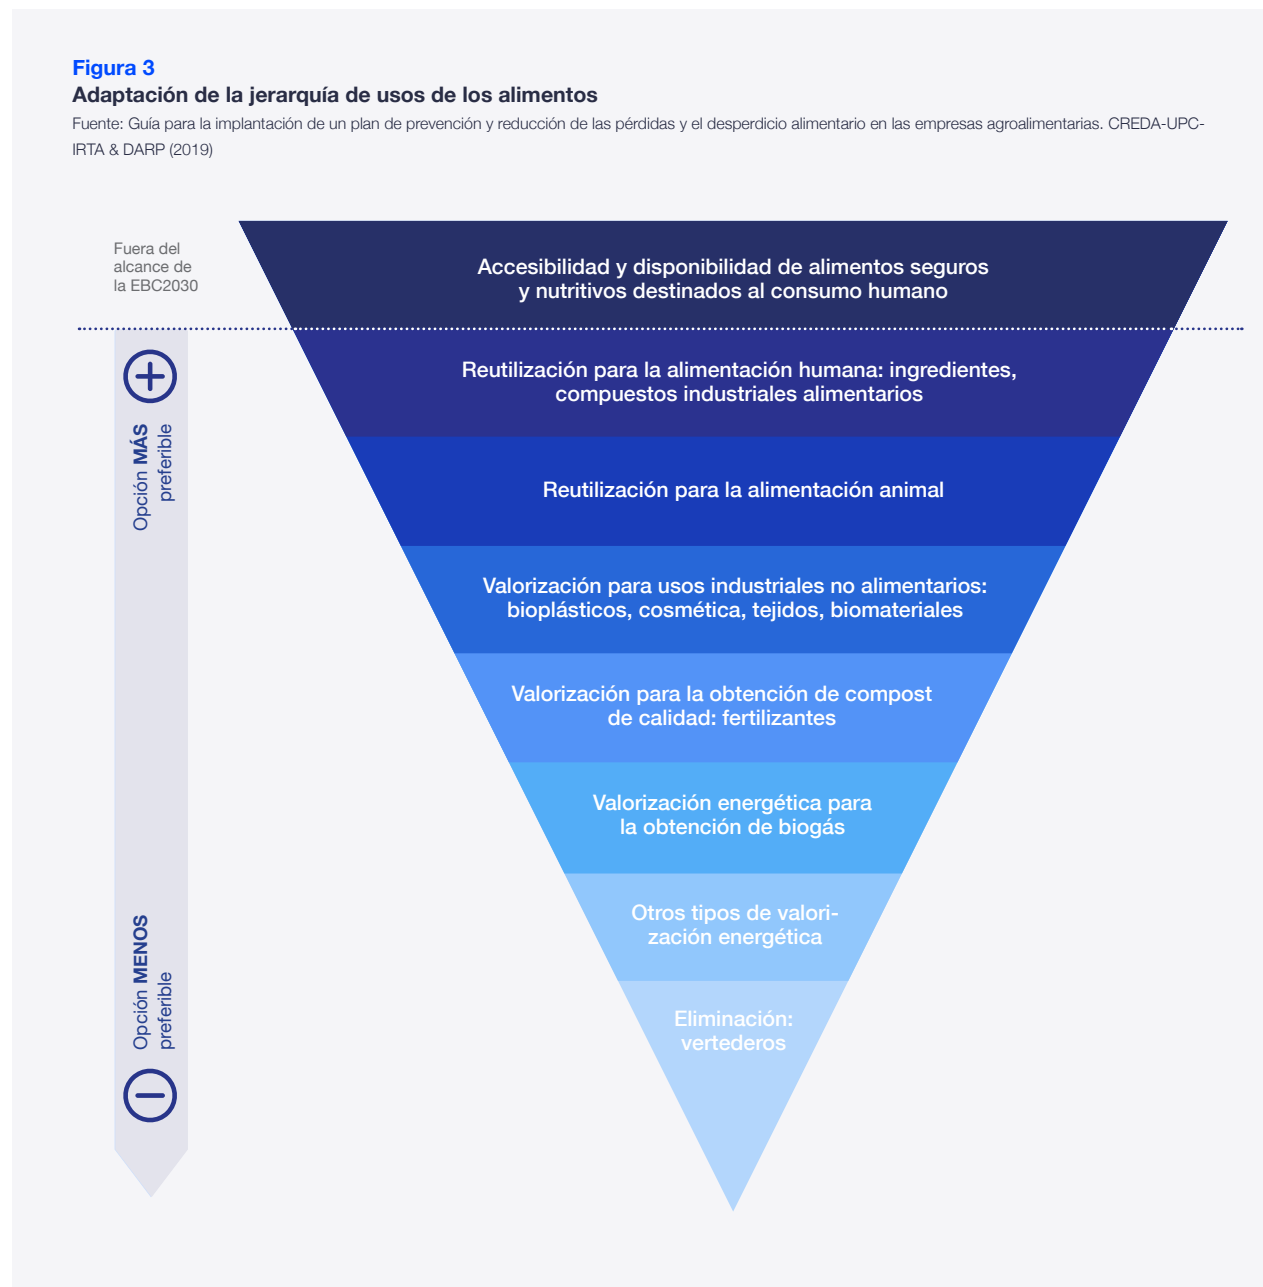 Figura 3
Adaptación de la jerarquía de usos de los alimentos
Fuente: Guía para la implantación de un plan de prevención y reducción de las pérdidas y el desperdicio alimentario en las empresas agroalimentarias. CREDA-UPC-
IRTA & DARP (2019)
Fuera del
alcance de
la EBC2030
Accesibilidad y disponibilidad de alimentos seguros
y nutritivos destinados al consumo humano
Opción MÁS
preferible
Reutilización para la alimentación humana: ingredientes,
compuestos industriales alimentarios
Reutilización para la alimentación animal
Valorización para usos industriales no alimentarios:
bioplásticos, cosmética, tejidos, biomateriales
Valorización para la obtención de compost
de calidad: fertilizantes
Valorización energética para
la obtención de biogás
Otros tipos de valori-
zación energética
Eliminación:
vertederos
Opción MENOS
preferible